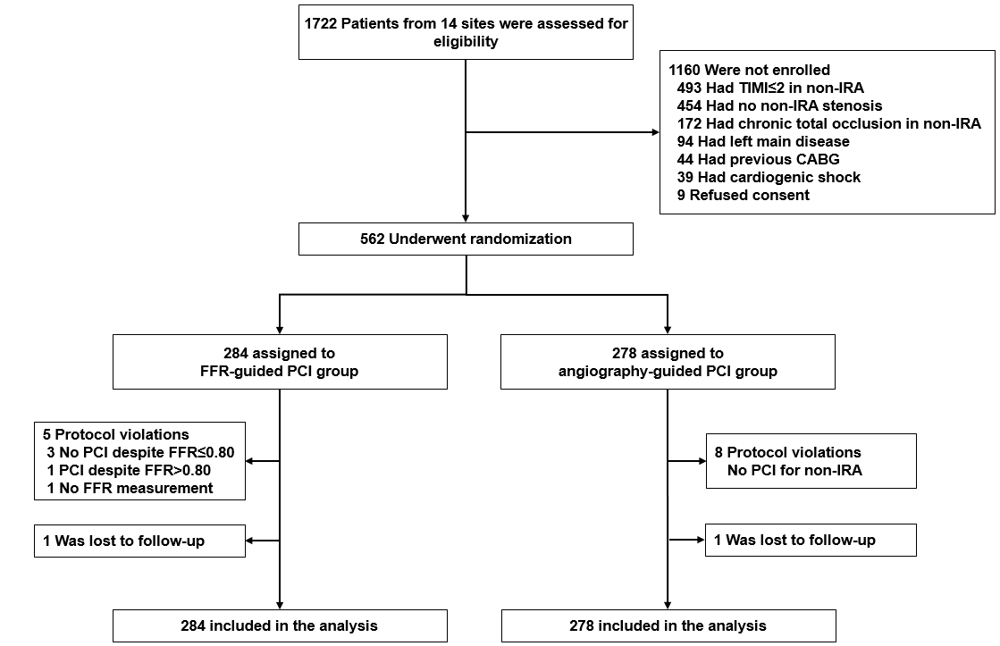 1722 Patients from 14 sites were assessed for
eligibility
1160 Were not enrolled
493 Had TIMI≤2 in non-IRA
454 Had no non-IRA stenosis
172 Had chronic total occlusion in non-IRA
94 Had left main disease
44 Had previous CABG
39 Had cardiogenic shock
9 Refused consent
562 Underwent randomization
284 assigned to
FFR-guided PCI group
278 assigned to
angiography-guided PCI group
5 Protocol violations
3 No PCI despite FFR≤0.80
1 PCI despite FFR>0.80
1 No FFR measurement
8 Protocol violations
No PCI for non-IRA
1 Was lost to follow-up
1 Was lost to follow-up
284 included in the analysis
278 included in the analysis